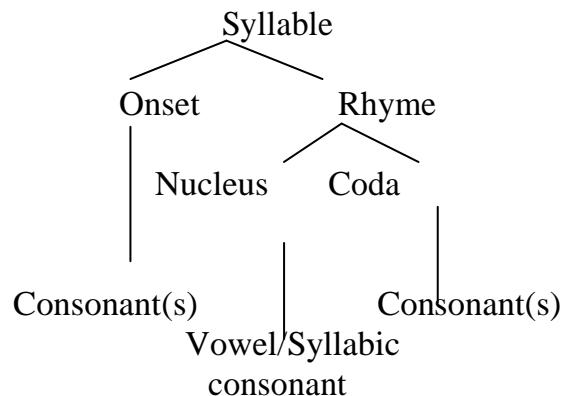 Syllable
Onset Rhyme
Nucleus Coda
Consonant(s) Consonant(s)
Vowel/Syllabic
consonant